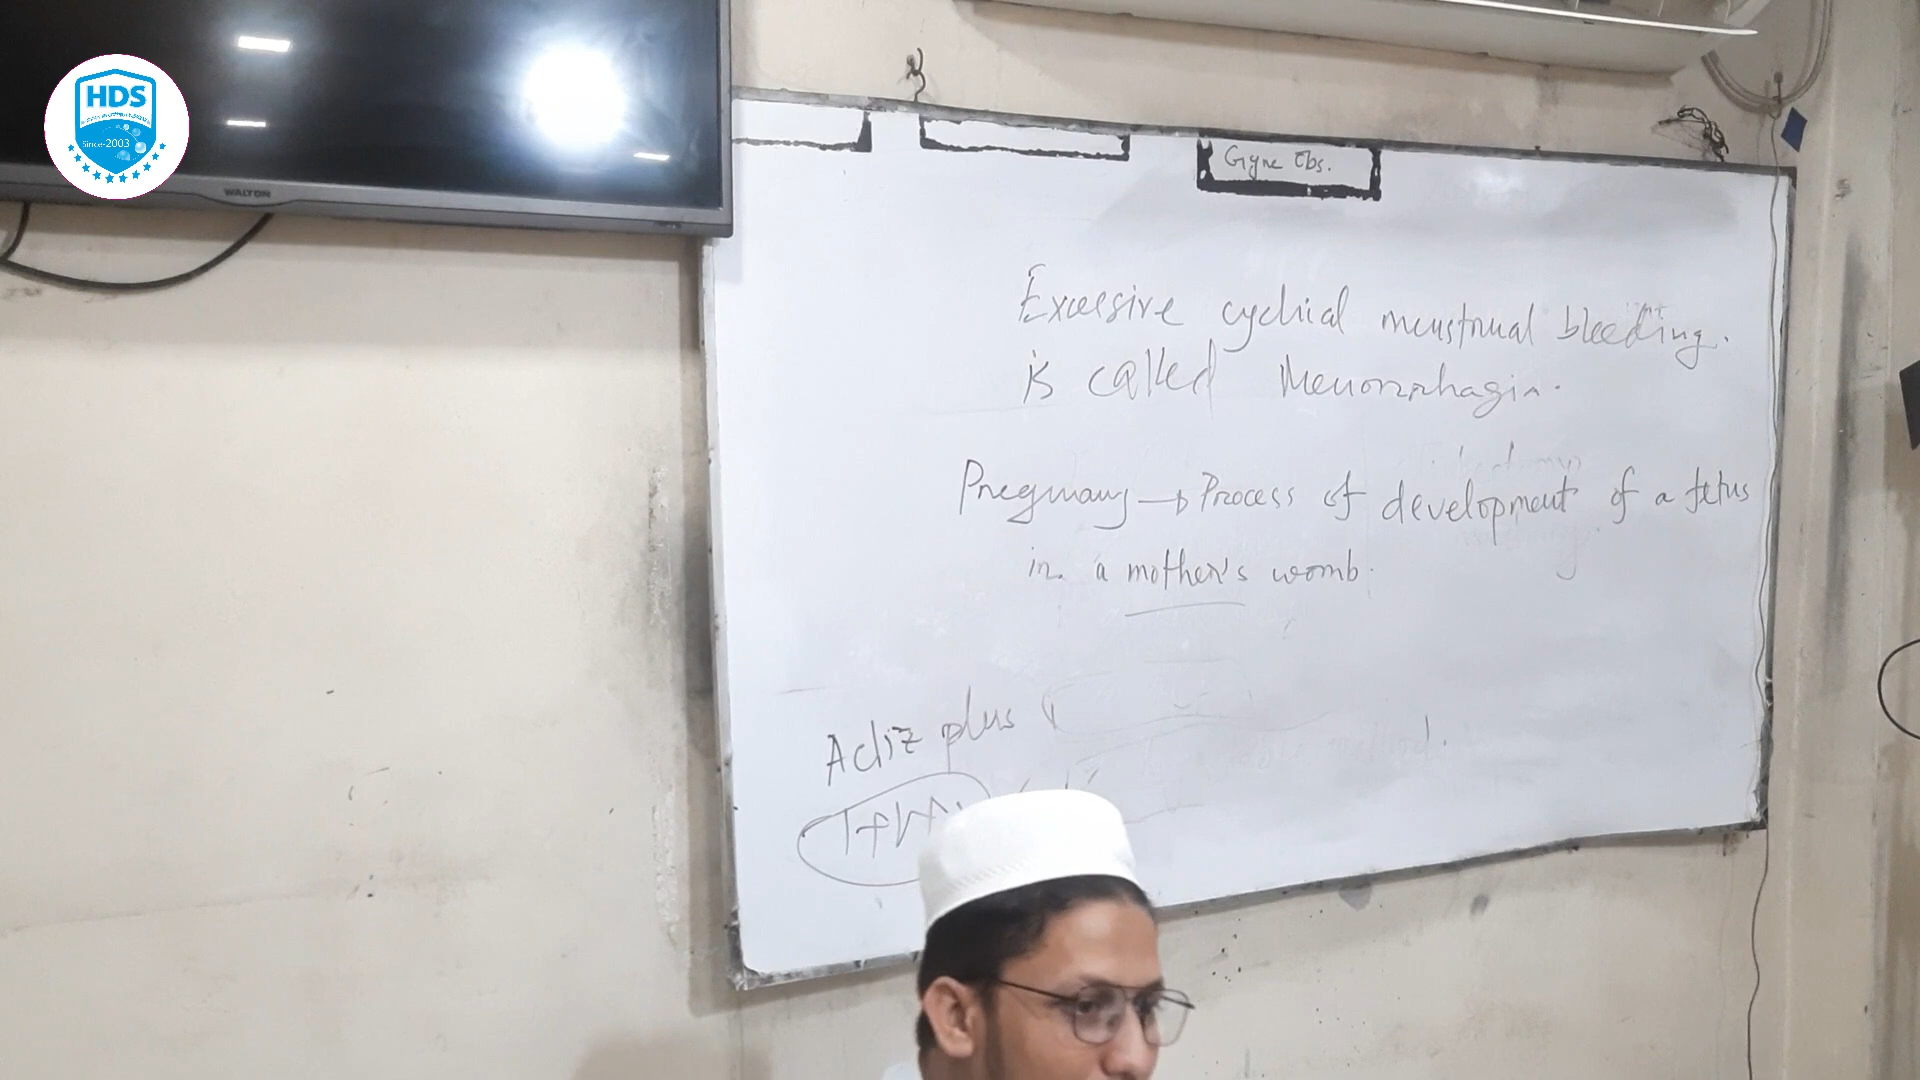 HDS
Since-2003
WALTON
Gyne Obs.
Excessive cyclical menstrual bleeding.
is called Menorrhagia.
Pregnancy → Process of development of a fetus
in a mother's womb.
plus